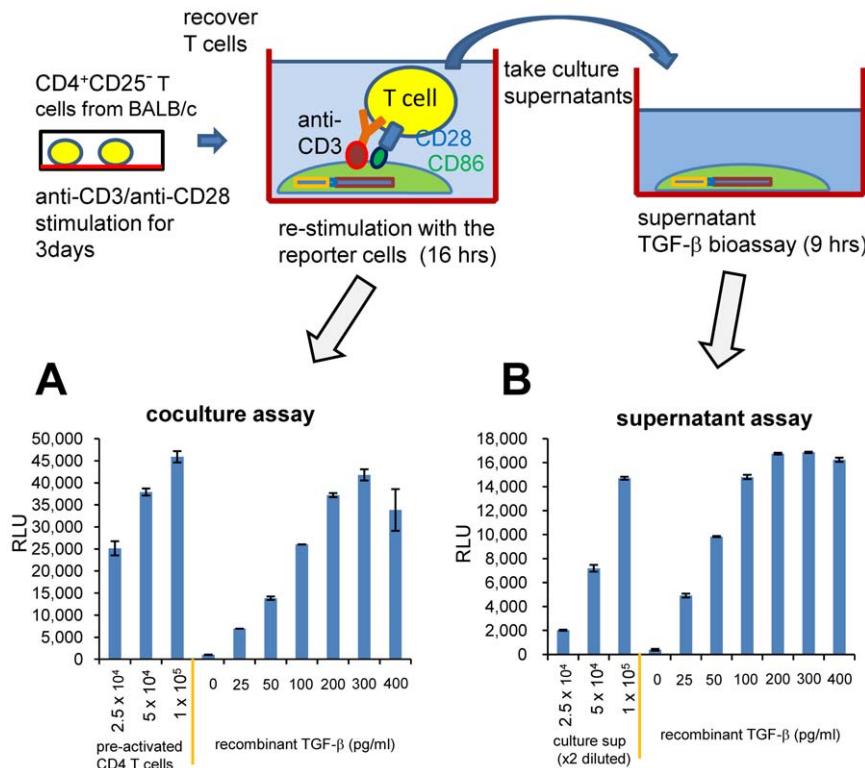 recover
T cells
CD4⁺CD25⁻ T
cells from BALB/c
anti-CD3/anti-CD28
stimulation for
3days
T cell
anti-
CD3
CD28
CD86
re-stimulation with the
reporter cells (16 hrs)
take culture
supernatants
supernatant
TGF-β bioassay (9 hrs)
A
coculture assay
RLU
50,000
45,000
40,000
35,000
30,000
25,000
20,000
15,000
10,000
5,000
0
2.5 x 10⁴
5 x 10⁴
1 x 10⁵
0
25
50
100
200
300
400
pre-activated
CD4 T cells
recombinant TGF-β (pg/ml)
B
supernatant assay
RLU
18,000
16,000
14,000
12,000
10,000
8,000
6,000
4,000
2,000
0
2.5 x 10⁴
5 x 10⁴
1 x 10⁵
0
25
50
100
200
300
400
culture sup
(x2 diluted)
recombinant TGF-β (pg/ml)